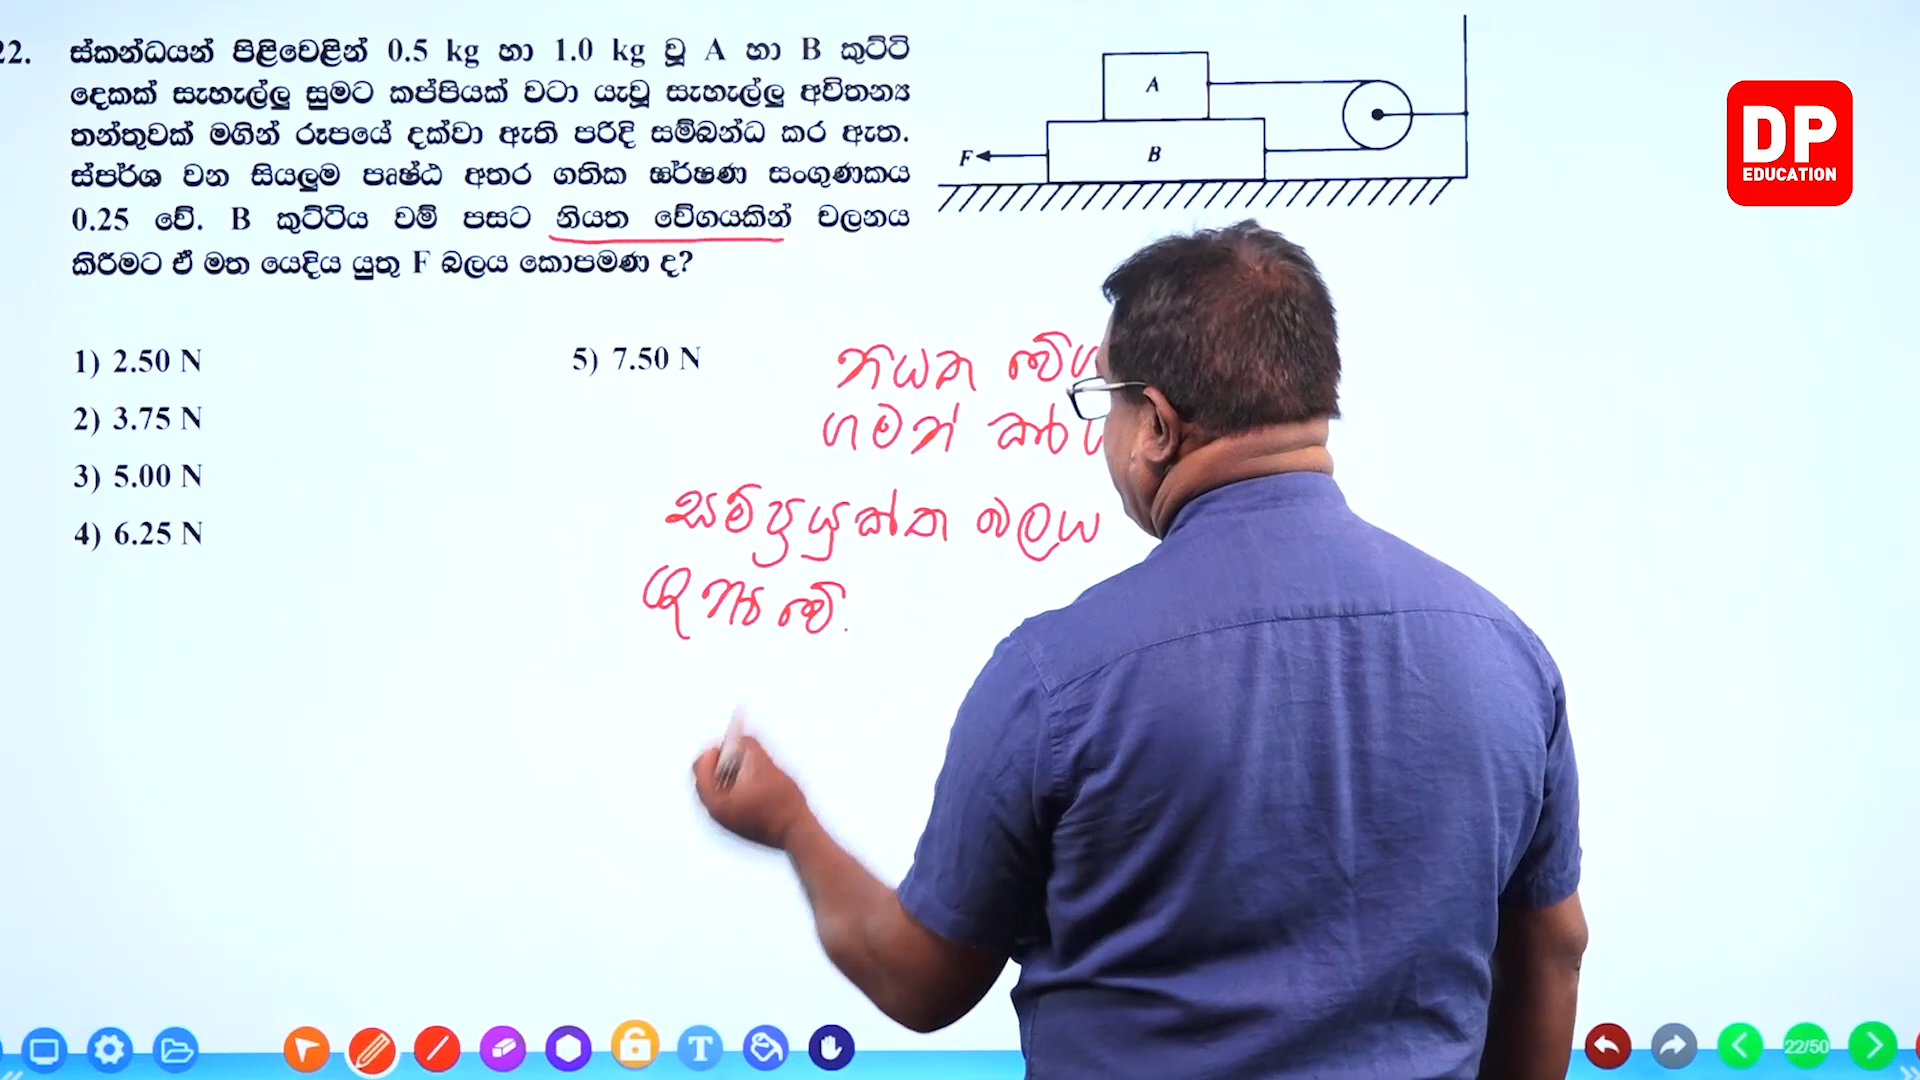 22. ස්කන්ධයන් පිළිවෙළින් 0.5 kg හා 1.0 kg වූ A හා B කුට්ටි
දෙකක් සැහැල්ලු සුමට කප්පියක් වටා යැවූ සැහැල්ලු අවිතන්‍ය
තන්තුවක් මගින් රූපයේ දක්වා ඇති පරිදි සම්බන්ධ කර ඇත.
ස්පර්ශ වන සියලුම පෘෂ්ඨ අතර ගතික ඝර්ෂණ සංගුණකය
0.25 වේ. B කුට්ටිය වම් පසට නියත වේගයකින් චලනය
කිරීමට ඒ මත යෙදිය යුතු F බලය කොපමණ ද?
A
B
F
DP
EDUCATION
1) 2.50 N
5) 7.50 N
2) 3.75 N
3) 5.00 N
4) 6.25 N
නියත
ගමන්
සම්ප්‍රයුක්ත බලය
ශුන්‍ය වේ.
T
22/50